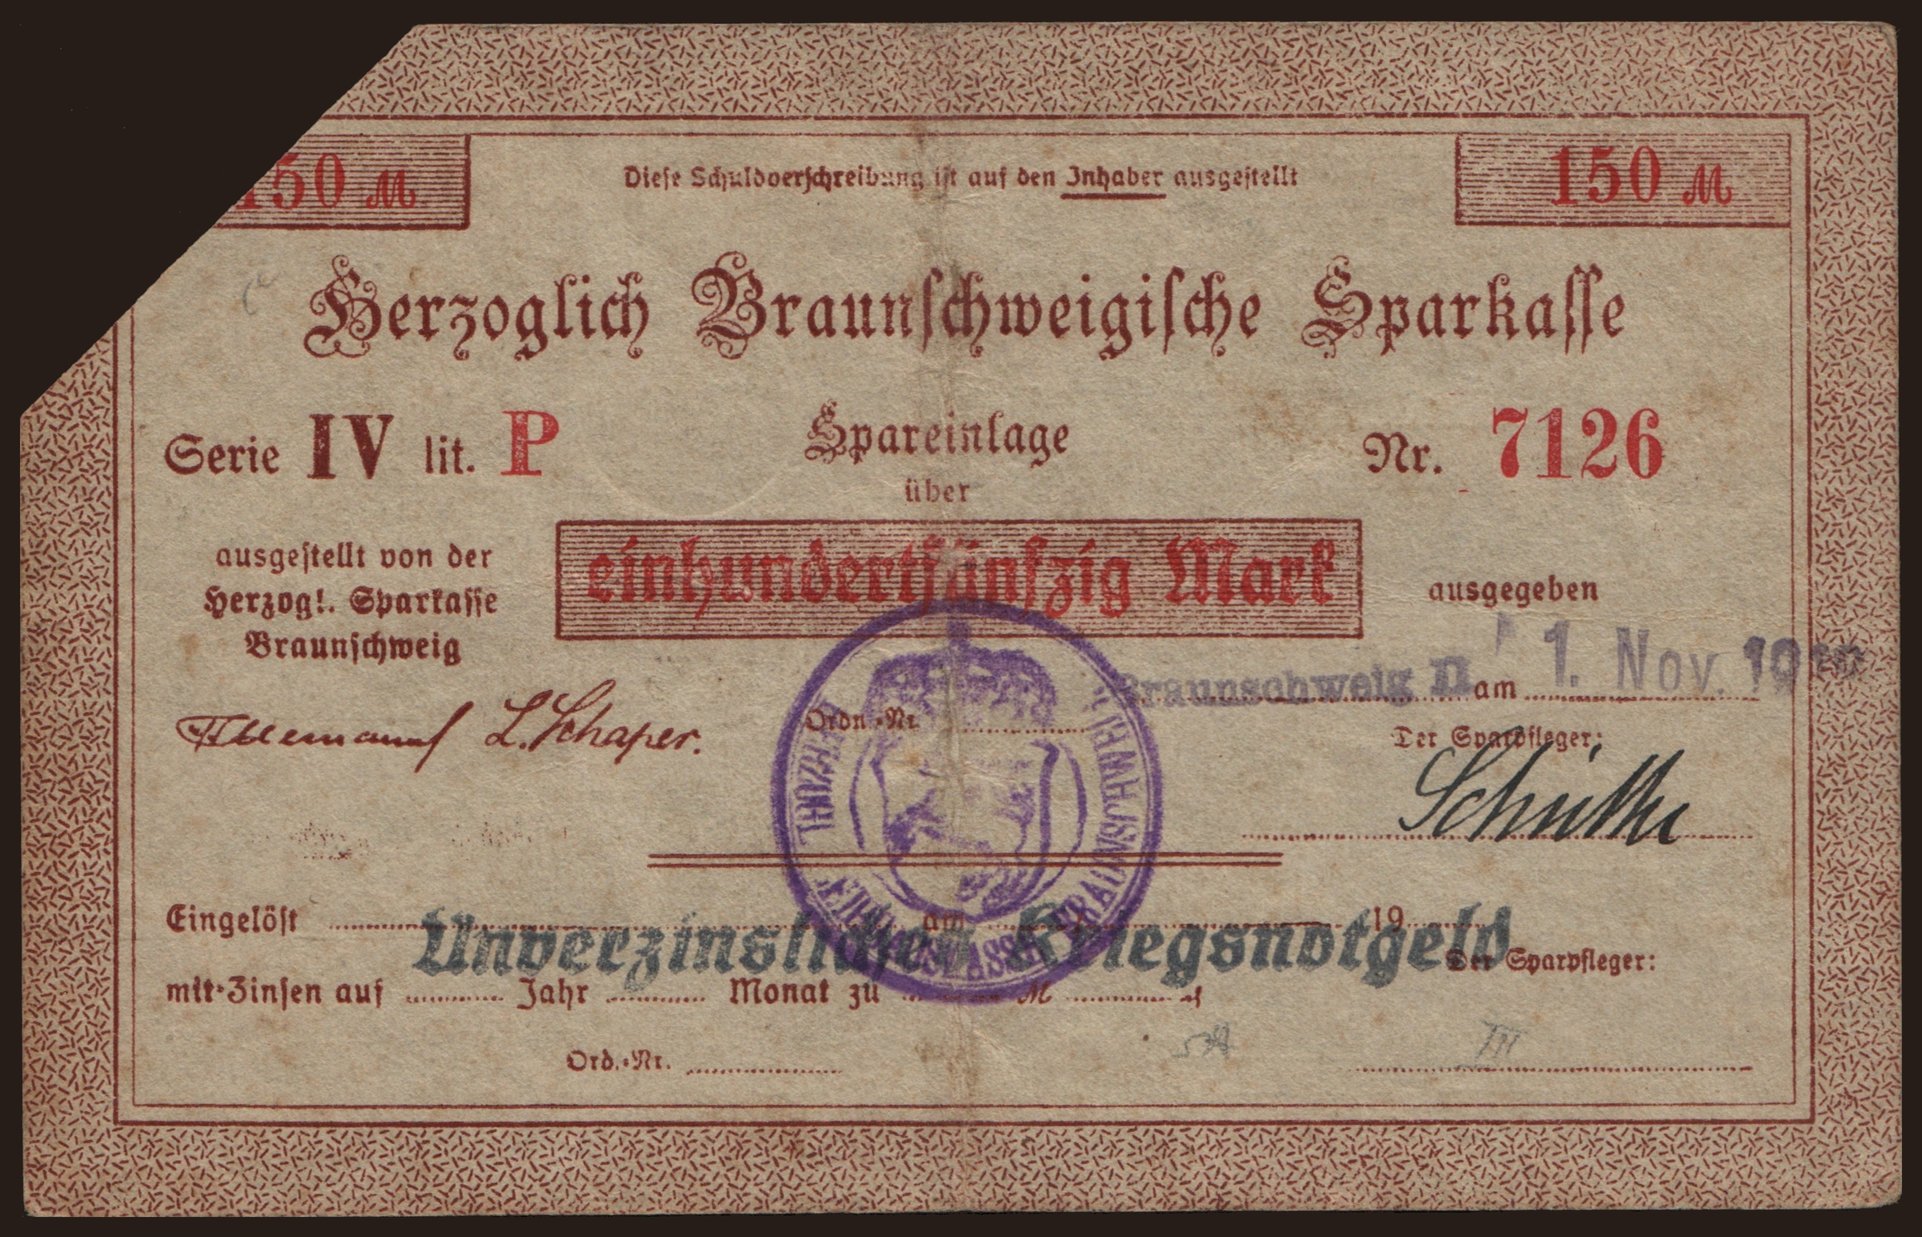 150 M
Diese Schuldverschreibung ist auf den Inhaber ausgestellt
150 M
Herzoglich Braunschweigische Sparkasse
Serie IV lit. P
Spareinlage
Nr. 7126
über
ausgestellt von der
Herzogl. Sparkasse
Braunschweig
einhundertfünfzig Mark
ausgegeben
Braunschweig II am 1. Nov.
L. Schaper.
Ordn.-Nr.
Der Sparpfleger:
Eingelöst am 19
Unverzinsliches Kriegsnotgeld
Der Sparpfleger:
mit Zinsen auf Jahr Monat zu M
Ord.-Nr.
III